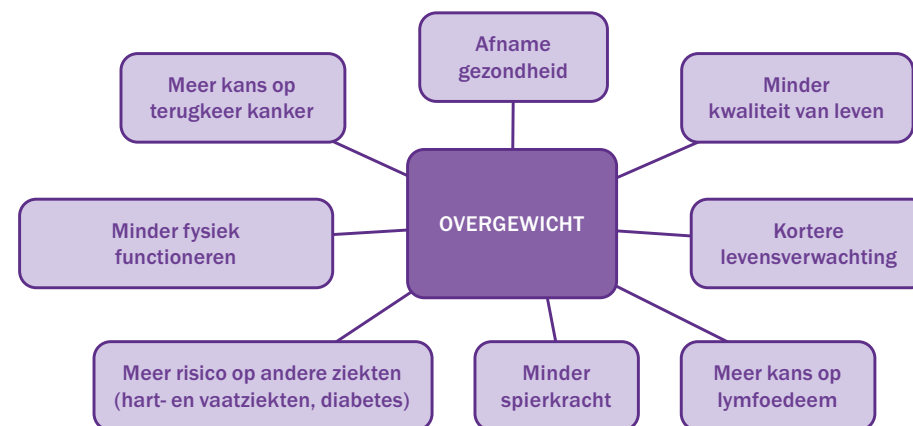 Afname
gezondheid
Meer kans op
terugkeer kanker
Minder
kwaliteit van leven
OVERGEWICHT
Minder fysiek
functioneren
Kortere
levensverwachting
Meer risico op andere ziekten
(hart- en vaatziekten, diabetes)
Minder
spierkracht
Meer kans op
lymfoedeem